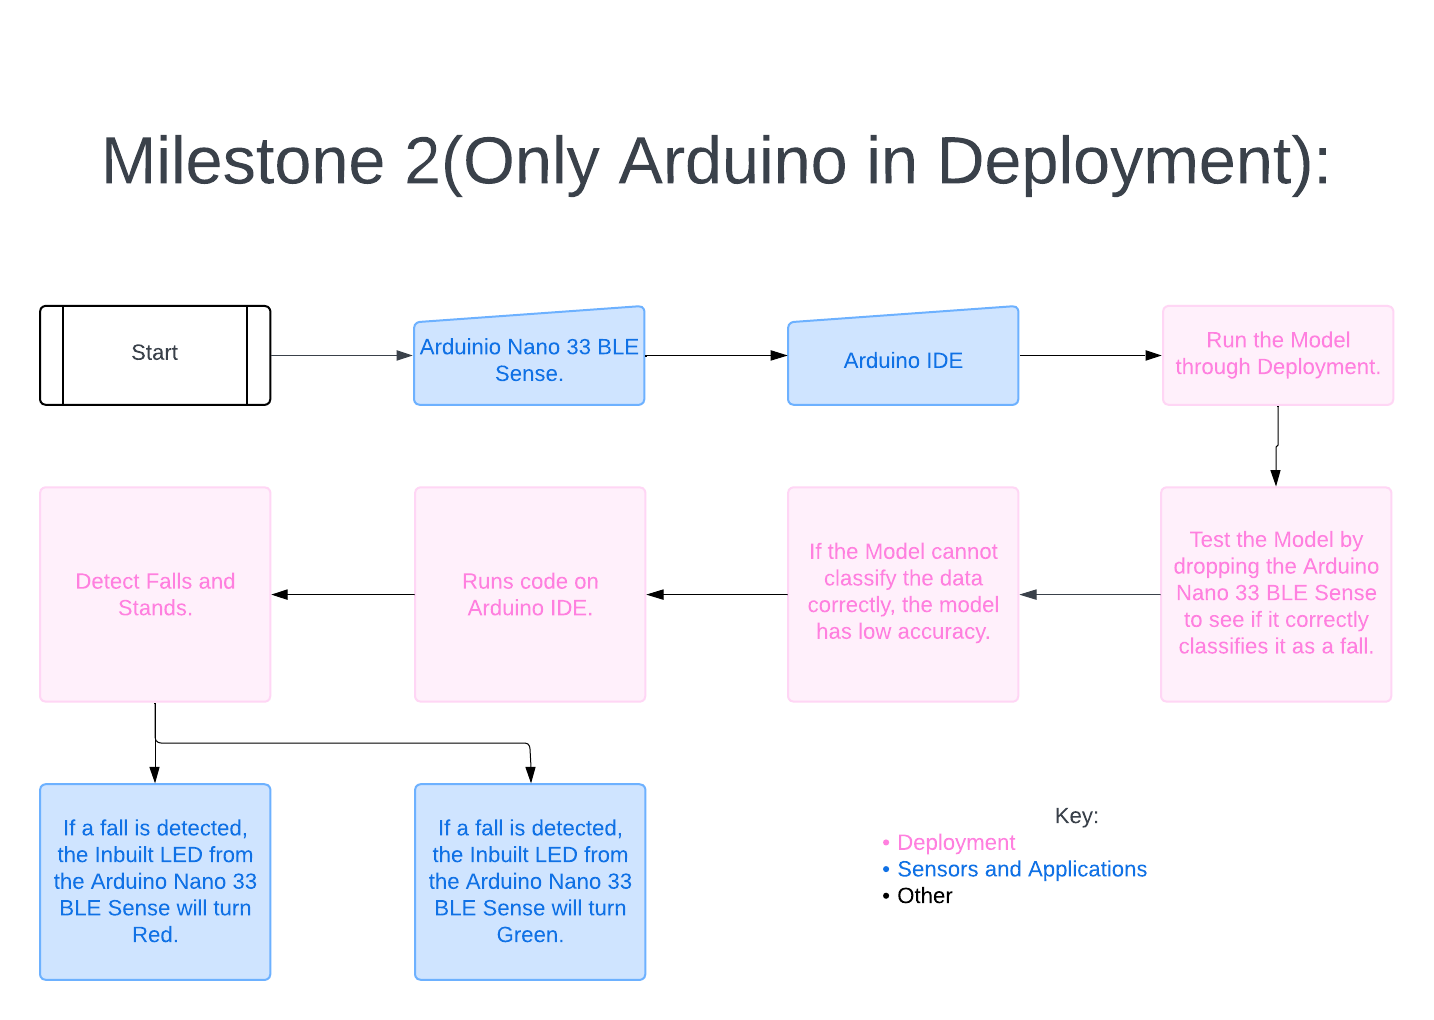 Milestone 2(Only Arduino in Deployment):
Start
Arduinio Nano 33 BLE
Sense.
Arduino IDE
Run the Model
through Deployment.
Test the Model by
dropping the Arduino
Nano 33 BLE Sense
to see if it correctly
classifies it as a fall.
If the Model cannot
classify the data
correctly, the model
has low accuracy.
Runs code on
Arduino IDE.
Detect Falls and
Stands.
If a fall is detected,
the Inbuilt LED from
the Arduino Nano 33
BLE Sense will turn
Red.
If a fall is detected,
the Inbuilt LED from
the Arduino Nano 33
BLE Sense will turn
Green.
Key:
• Deployment
• Sensors and Applications
• Other